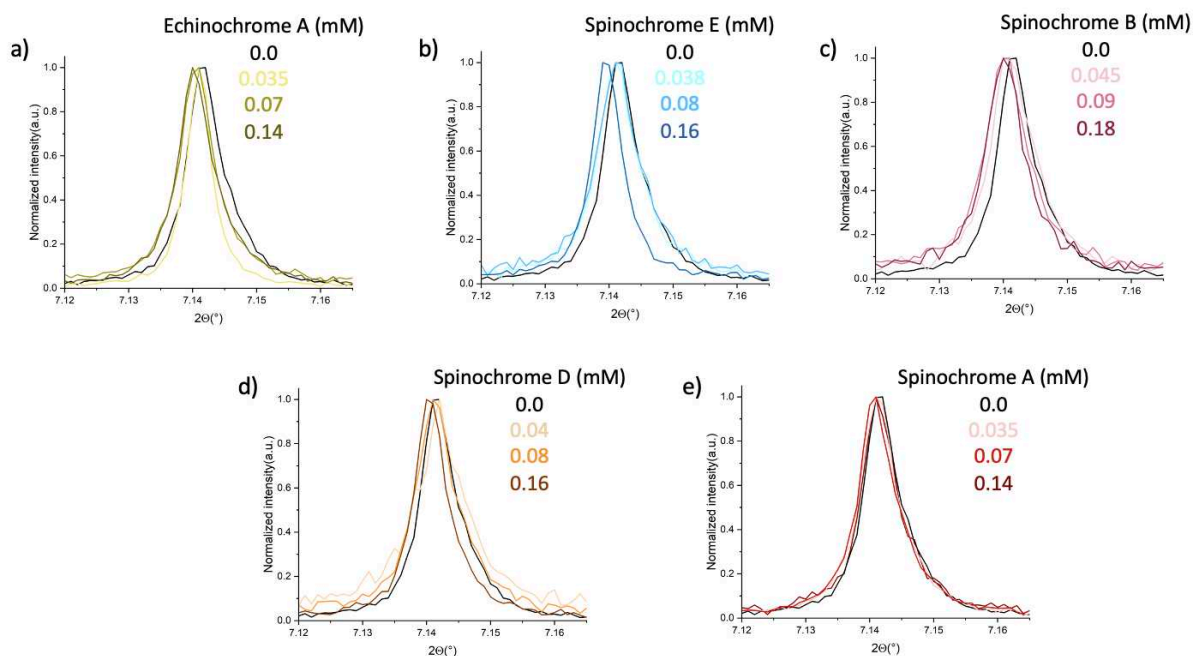 a)
Echinochrome A (mM)
0.0
0.035
0.07
0.14
Normalized intensity(a.u.)
1.0
0.8
0.6
0.4
0.2
0.0
7.12 7.13 7.14 7.15 7.16
2Θ(°)
b)
Spinochrome E (mM)
0.0
0.038
0.08
0.16
Normalized intensity(a.u.)
1.0
0.8
0.6
0.4
0.2
0.0
7.12 7.13 7.14 7.15 7.16
2Θ(°)
c)
Spinochrome B (mM)
0.0
0.045
0.09
0.18
Normalized intensity(a.u.)
1.0
0.8
0.6
0.4
0.2
0.0
7.12 7.13 7.14 7.15 7.16
2Θ(°)
d)
Spinochrome D (mM)
0.0
0.04
0.08
0.16
Normalized intensity(a.u.)
1.0
0.8
0.6
0.4
0.2
0.0
7.12 7.13 7.14 7.15 7.16
2Θ(°)
e)
Spinochrome A (mM)
0.0
0.035
0.07
0.14
Normalized intensity(a.u.)
1.0
0.8
0.6
0.4
0.2
0.0
7.12 7.13 7.14 7.15 7.16
2Θ(°)